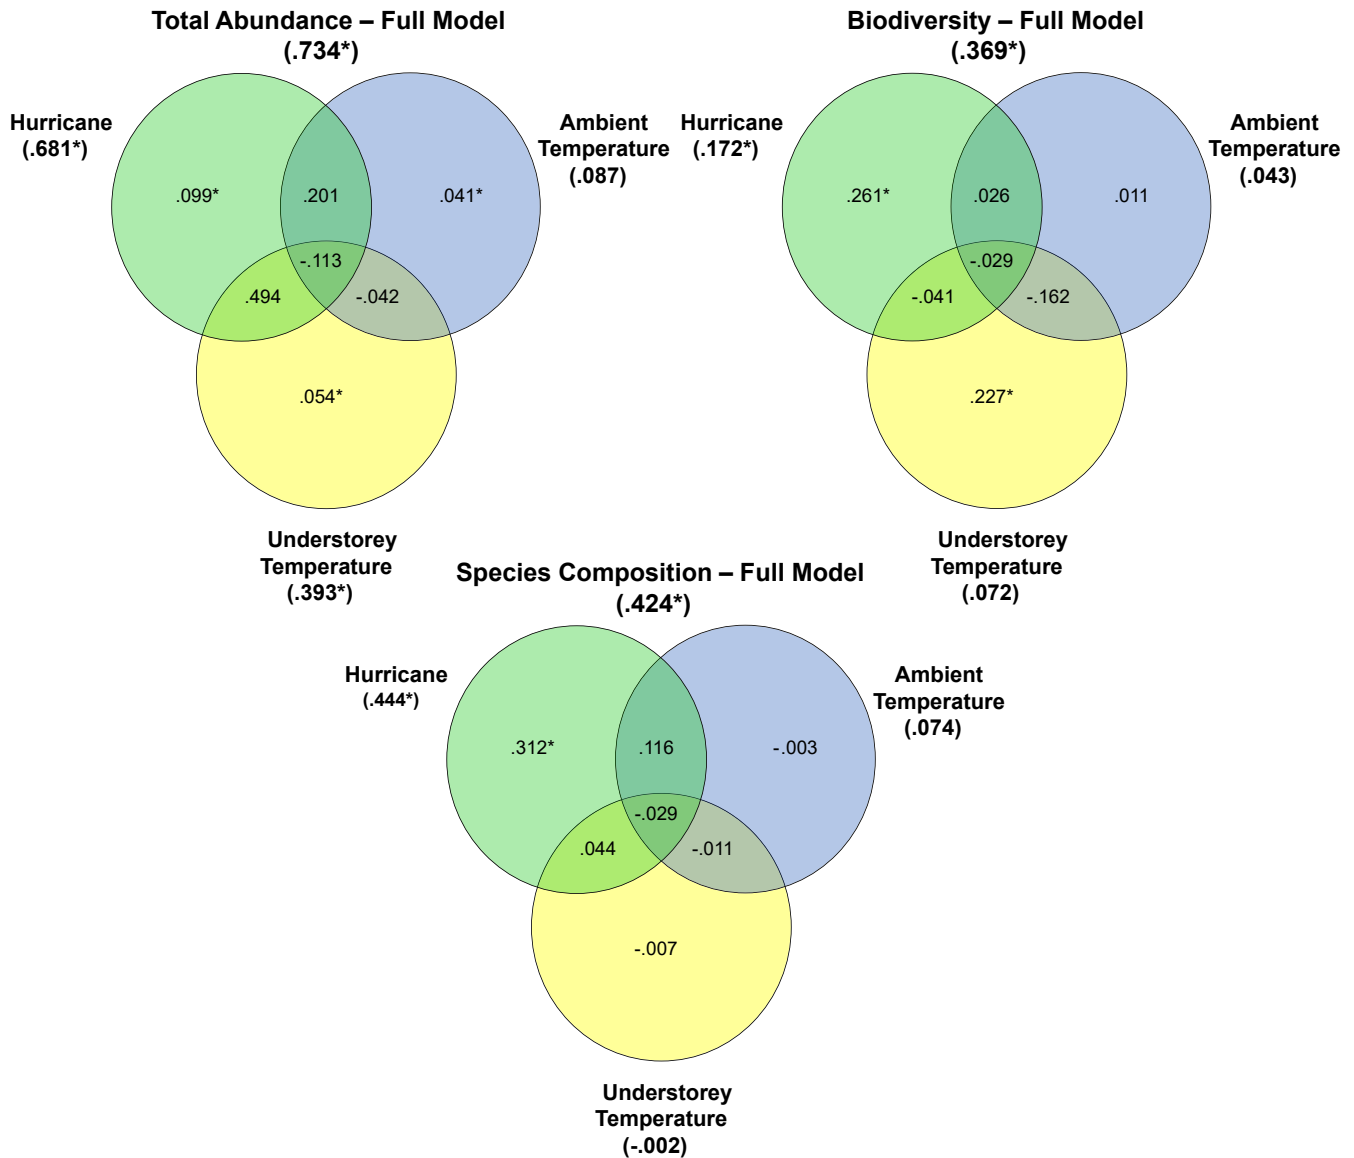 Total Abundance – Full Model
(.734*)
Hurricane
(.681*)
Ambient
Temperature
(.087)
.099*
.201
.041*
-.113
.494
-.042
.054*
Understorey
Temperature
(.393*)
Biodiversity – Full Model
(.369*)
Hurricane
(.172*)
Ambient
Temperature
(.043)
.261*
.026
.011
-.029
-.041
-.162
.227*
Understorey
Temperature
(.072)
Species Composition – Full Model
(.424*)
Hurricane
(.444*)
Ambient
Temperature
(.074)
.312*
.116
-.003
-.029
.044
-.011
-.007
Understorey
Temperature
(-.002)